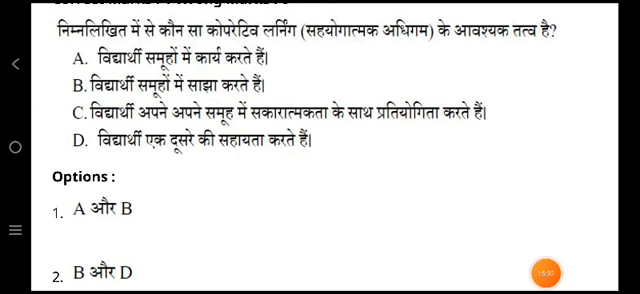 निम्नलिखित में से कौन सा कोपरेटिव लर्निंग (सहयोगात्मक अधिगम) के आवश्यक तत्व है?
A. विद्यार्थी समूहों में कार्य करते हैं।
B. विद्यार्थी समूहों में साझा करते हैं।
C. विद्यार्थी अपने अपने समूह में सकारात्मकता के साथ प्रतियोगिता करते हैं।
D. विद्यार्थी एक दूसरे की सहायता करते हैं।
Options :
1. A और B
2. B और D